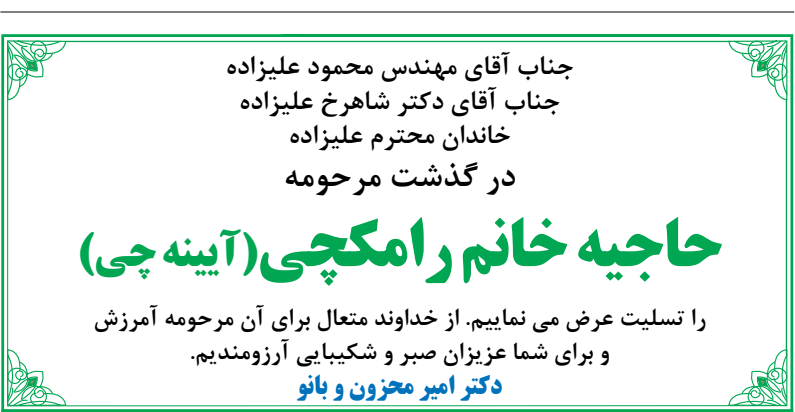 جناب آقای مهندس محمود علیزاده
جناب آقای دکتر شاهرخ علیزاده
خاندان محترم علیزاده
در گذشت مرحومه
حاجیه خانم رامکچی(آیینه چی)
را تسلیت عرض می نماییم. از خداوند متعال برای آن مرحومه آمرزش
و برای شما عزیزان صبر و شکیبایی آرزومندیم.
دکتر امیر محزون و بانو